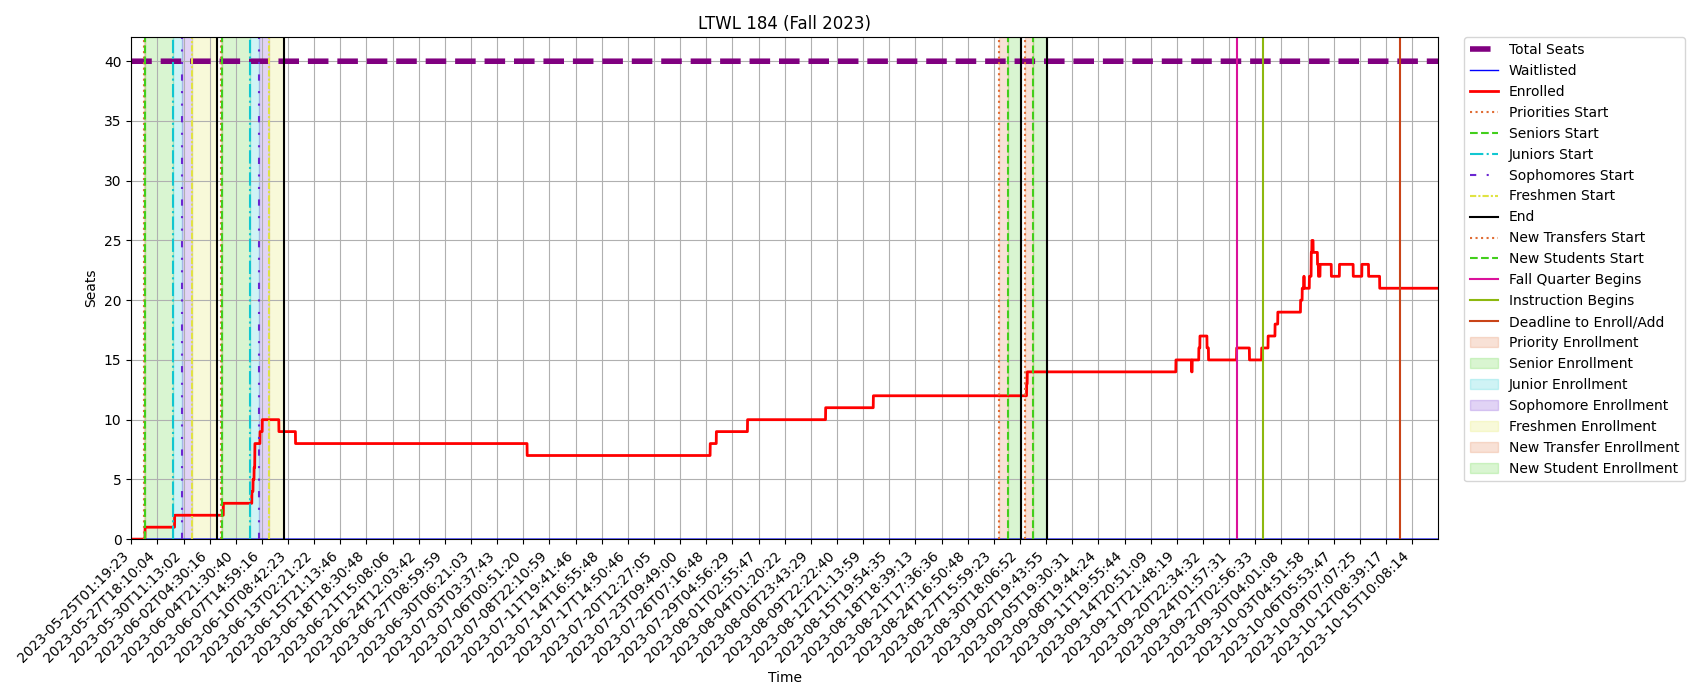 LTWL 184 (Fall 2023)
Seats
40
35
30
25
20
15
10
5
0
2023-05-25T01:19:23
2023-05-27T18:10:04
2023-05-30T11:13:02
2023-06-02T04:30:16
2023-06-04T21:30:40
2023-06-07T14:59:16
2023-06-10T08:42:23
2023-06-13T02:21:22
2023-06-15T21:13:46
2023-06-18T18:30:48
2023-06-21T15:08:06
2023-06-24T12:03:42
2023-06-27T08:59:59
2023-06-30T06:21:03
2023-07-03T03:37:43
2023-07-06T00:51:20
2023-07-08T22:10:59
2023-07-11T19:41:46
2023-07-14T16:55:48
2023-07-17T14:50:46
2023-07-20T12:27:05
2023-07-23T09:49:00
2023-07-26T07:16:48
2023-07-29T04:56:29
2023-08-01T02:55:47
2023-08-04T01:20:22
2023-08-06T23:43:29
2023-08-09T22:22:40
2023-08-12T21:13:59
2023-08-15T19:54:35
2023-08-18T18:39:13
2023-08-21T17:36:36
2023-08-24T16:50:48
2023-08-27T15:59:23
2023-08-30T18:06:52
2023-09-02T19:43:55
2023-09-05T19:30:31
2023-09-08T19:44:24
2023-09-11T19:55:44
2023-09-14T20:51:09
2023-09-17T21:48:19
2023-09-20T22:34:32
2023-09-24T01:57:31
2023-09-27T02:56:33
2023-09-30T04:01:08
2023-10-03T04:51:58
2023-10-06T05:53:47
2023-10-09T07:07:25
2023-10-12T08:39:17
2023-10-15T10:08:14
Time
Total Seats
Waitlisted
Enrolled
Priorities Start
Seniors Start
Juniors Start
Sophomores Start
Freshmen Start
End
New Transfers Start
New Students Start
Fall Quarter Begins
Instruction Begins
Deadline to Enroll/Add
Priority Enrollment
Senior Enrollment
Junior Enrollment
Sophomore Enrollment
Freshmen Enrollment
New Transfer Enrollment
New Student Enrollment